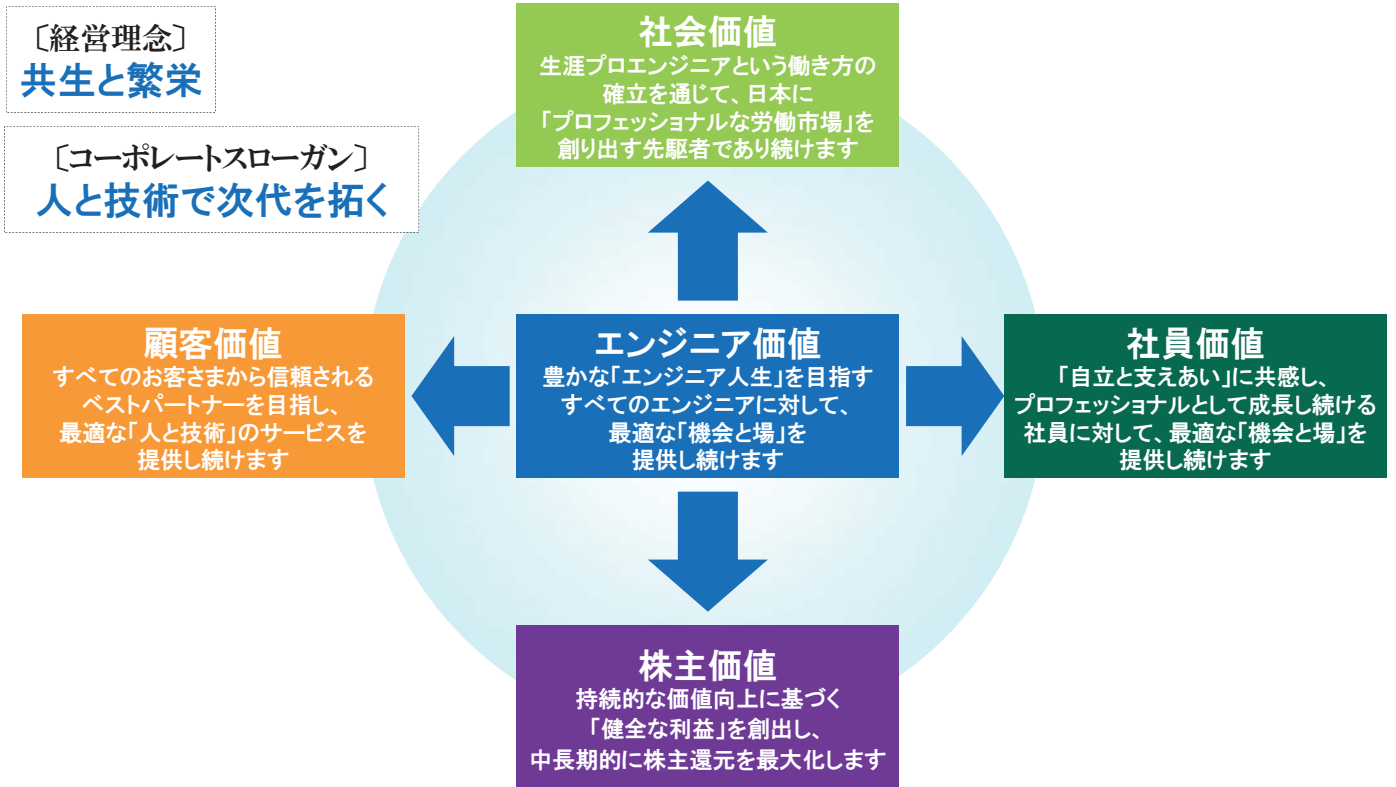 〔経営理念〕
共生と繁栄
〔コーポレートスローガン〕
人と技術で次代を拓く
社会価値
生涯プロエンジニアという働き方の
確立を通じて、日本に
「プロフェッショナルな労働市場」を
創り出す先駆者であり続けます
顧客価値
すべてのお客さまから信頼される
ベストパートナーを目指し、
最適な「人と技術」のサービスを
提供し続けます
エンジニア価値
豊かな「エンジニア人生」を目指す
すべてのエンジニアに対して、
最適な「機会と場」を
提供し続けます
社員価値
「自立と支えあい」に共感し、
プロフェッショナルとして成長し続ける
社員に対して、最適な「機会と場」を
提供し続けます
株主価値
持続的な価値向上に基づく
「健全な利益」を創出し、
中長期的に株主還元を最大化します